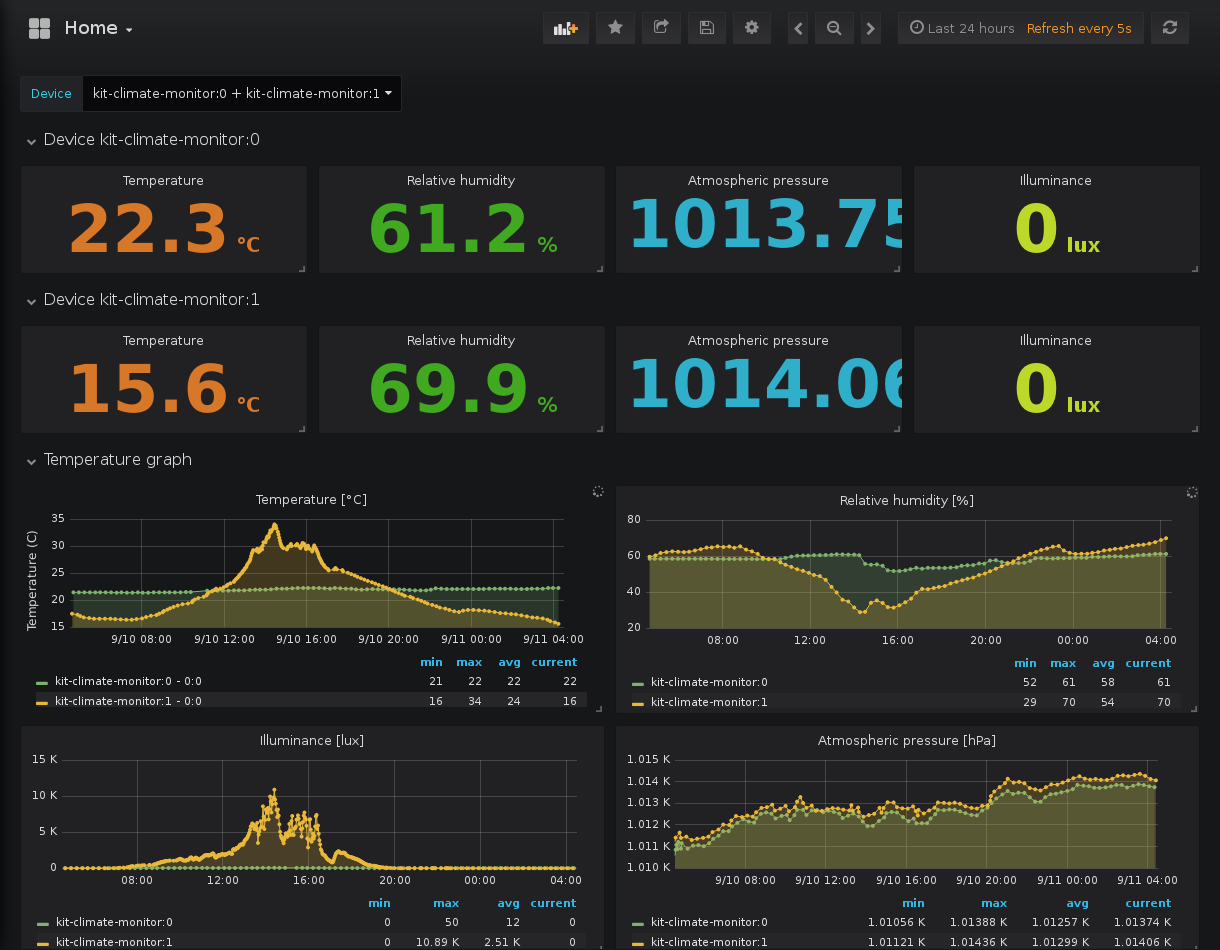 Home
Last 24 hours Refresh every 5s
Device kit-climate-monitor:0 + kit-climate-monitor:1
Device kit-climate-monitor:0
Temperature Relative humidity Atmospheric pressure Illuminance
22.3 °C 61.2 % 1013.75 0 lux
Device kit-climate-monitor:1
Temperature Relative humidity Atmospheric pressure Illuminance
15.6 °C 69.9 % 1014.06 0 lux
Temperature graph
Temperature [°C]
Temperature (C)
35
30
25
20
15
9/10 08:00 9/10 12:00 9/10 16:00 9/10 20:00 9/11 00:00 9/11 04:00
min max avg current
kit-climate-monitor:0 - 0:0 21 22 22 22
kit-climate-monitor:1 - 0:0 16 34 24 16
Relative humidity [%]
80
60
40
20
08:00 12:00 16:00 20:00 00:00 04:00
min max avg current
kit-climate-monitor:0 52 61 58 61
kit-climate-monitor:1 29 70 54 70
Illuminance [lux]
15 K
10 K
5 K
0
08:00 12:00 16:00 20:00 00:00 04:00
min max avg current
kit-climate-monitor:0 0 50 12 0
kit-climate-monitor:1 0 10.89 K 2.51 K 0
Atmospheric pressure [hPa]
1.015 K
1.014 K
1.013 K
1.012 K
1.011 K
1.010 K
9/10 08:00 9/10 12:00 9/10 16:00 9/10 20:00 9/11 00:00 9/11 04:00
min max avg current
kit-climate-monitor:0 1.01056 K 1.01388 K 1.01257 K 1.01374 K
kit-climate-monitor:1 1.01121 K 1.01436 K 1.01299 K 1.01406 K